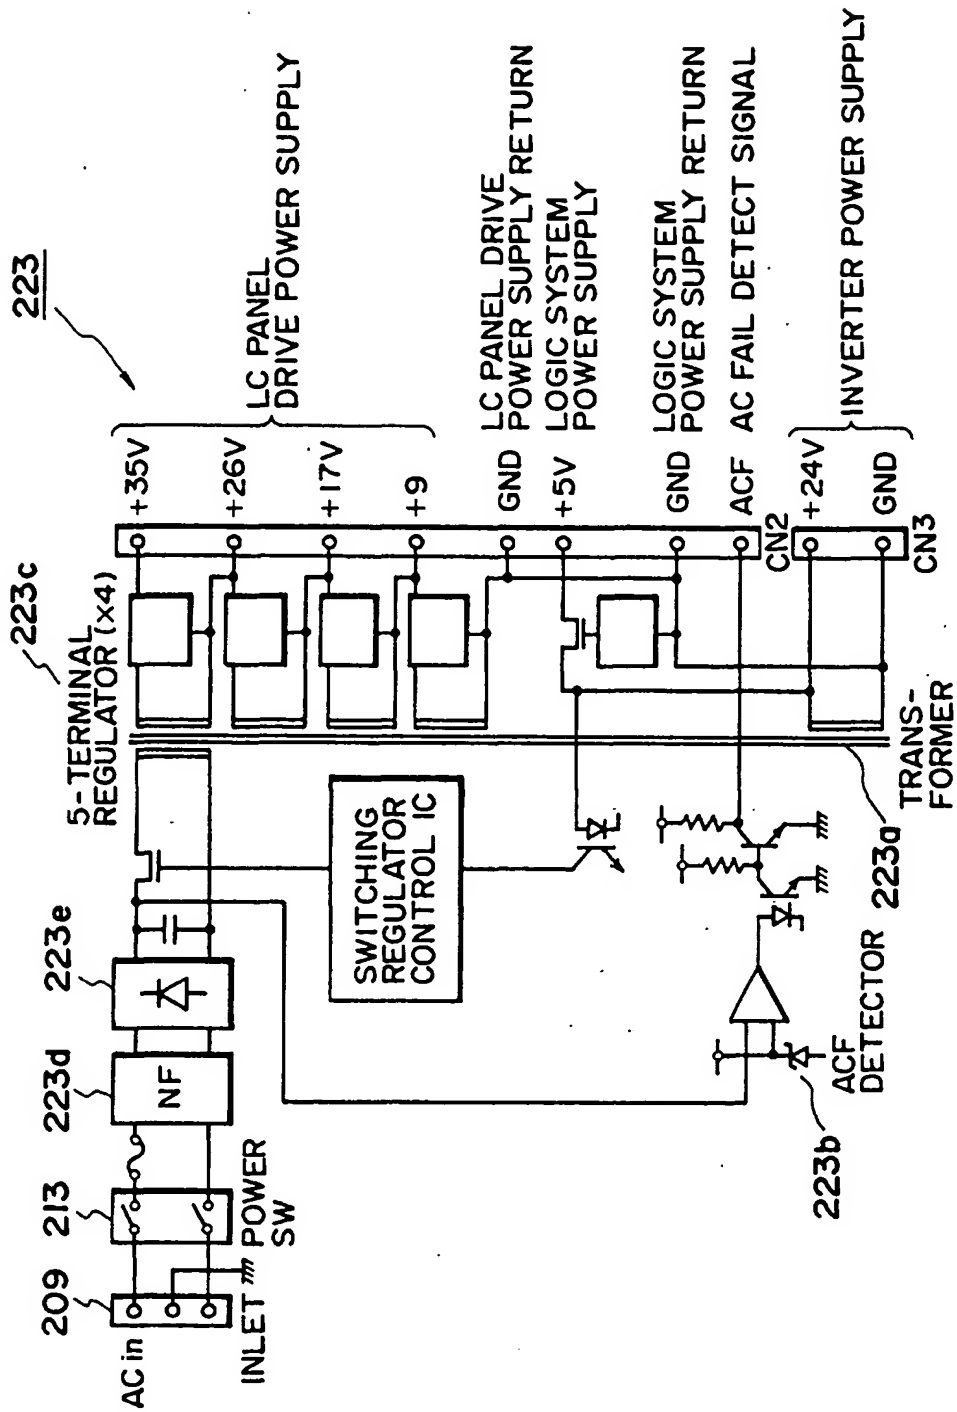 223
AC in
209
INLET
213
POWER
SW
223d
NF
223e
SWITCHING
REGULATOR
CONTROL IC
223c
5-TERMINAL
REGULATOR (x4)
+35V
+26V
+17V
+9
LC PANEL
DRIVE POWER SUPPLY
GND
LC PANEL DRIVE
POWER SUPPLY RETURN
+5V
LOGIC SYSTEM
POWER SUPPLY
GND
LOGIC SYSTEM
POWER SUPPLY RETURN
ACF
AC FAIL DETECT SIGNAL
CN2
+24V
GND
INVERTER POWER SUPPLY
CN3
TRANS-
FORMER
223a
ACF
DETECTOR
223b